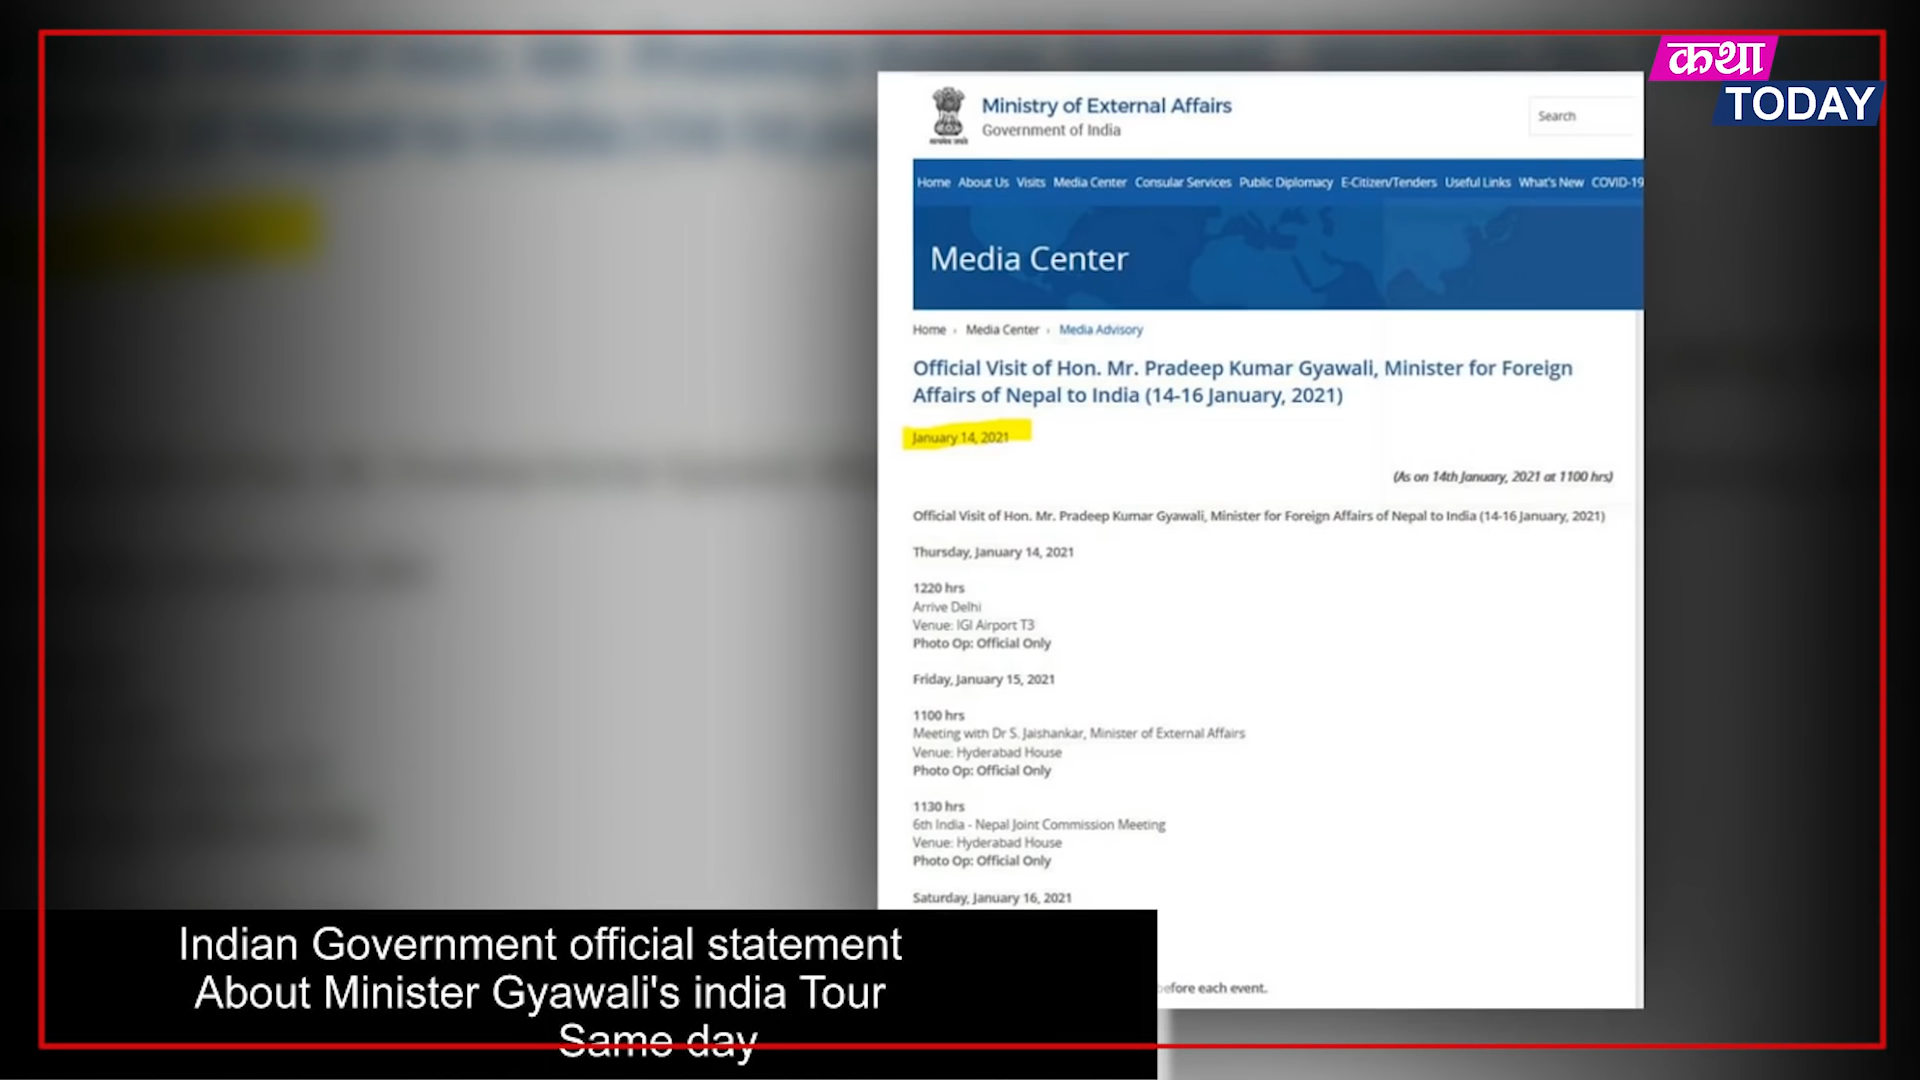 कथा
TODAY
Ministry of External Affairs
Government of India
Search
Home About Us Visits Media Center Consular Services Public Diplomacy E-Citizen/Tenders Useful Links What's New COVID-19
Media Center
Home › Media Center › Media Advisory
Official Visit of Hon. Mr. Pradeep Kumar Gyawali, Minister for Foreign
Affairs of Nepal to India (14-16 January, 2021)
January 14, 2021
(As on 14th January, 2021 at 1100 hrs)
Official Visit of Hon. Mr. Pradeep Kumar Gyawali, Minister for Foreign Affairs of Nepal to India (14-16 January, 2021)
Thursday, January 14, 2021
1220 hrs
Arrive Delhi
Venue: IGI Airport T3
Photo Op: Official Only
Friday, January 15, 2021
1100 hrs
Meeting with Dr S. Jaishankar, Minister of External Affairs
Venue: Hyderabad House
Photo Op: Official Only
1130 hrs
6th India - Nepal Joint Commission Meeting
Venue: Hyderabad House
Photo Op: Official Only
Saturday, January 16, 2021
before each event.
Indian Government official statement
About Minister Gyawali's india Tour
Same day